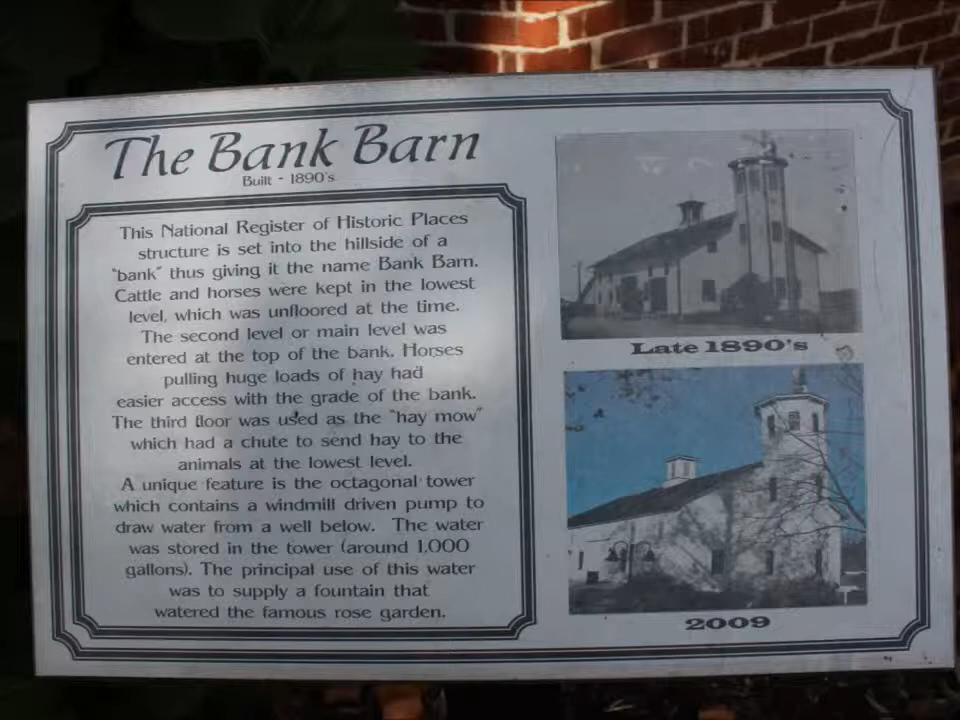 The Bank Barn
Built - 1890's
This National Register of Historic Places
structure is set into the hillside of a
"bank" thus giving it the name Bank Barn.
Cattle and horses were kept in the lowest
level, which was unfloored at the time.
The second level or main level was
entered at the top of the bank. Horses
pulling huge loads of hay had
easier access with the grade of the bank.
The third floor was used as the "hay mow"
which had a chute to send hay to the
animals at the lowest level.
A unique feature is the octagonal tower
which contains a windmill driven pump to
draw water from a well below. The water
was stored in the tower (around 1,000
gallons). The principal use of this water
was to supply a fountain that
watered the famous rose garden.
Late 1890's
2009